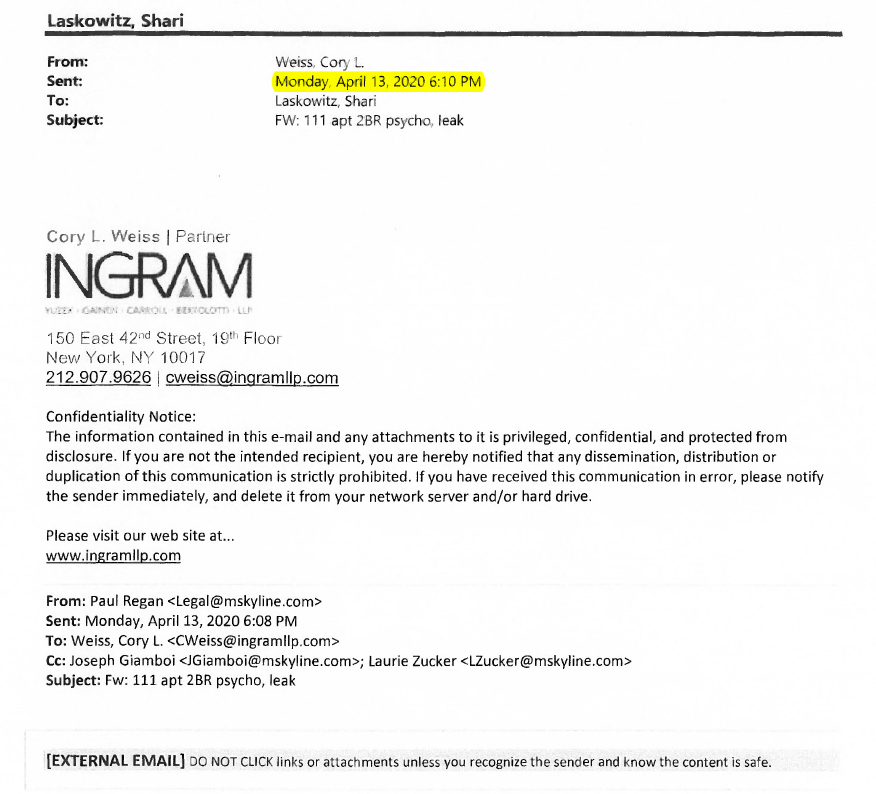 Laskowitz, Shari
From: Weiss, Cory L.
Sent: Monday, April 13, 2020 6:10 PM
To: Laskowitz, Shari
Subject: FW: 111 apt 2BR psycho, leak
Cory L. Weiss | Partner
INGRAM
YUZEK · GAINEN · CARROLL · BERTOLOTTI · LLP
150 East 42nd Street, 19th Floor
New York, NY 10017
212.907.9626 | cweiss@ingramllp.com
Confidentiality Notice:
The information contained in this e-mail and any attachments to it is privileged, confidential, and protected from
disclosure. If you are not the intended recipient, you are hereby notified that any dissemination, distribution or
duplication of this communication is strictly prohibited. If you have received this communication in error, please notify
the sender immediately, and delete it from your network server and/or hard drive.
Please visit our web site at...
www.ingramllp.com
From: Paul Regan <Legal@mskyline.com>
Sent: Monday, April 13, 2020 6:08 PM
To: Weiss, Cory L. <CWeiss@ingramllp.com>
Cc: Joseph Giamboi <JGiamboi@mskyline.com>; Laurie Zucker <LZucker@mskyline.com>
Subject: Fw: 111 apt 2BR psycho, leak
[EXTERNAL EMAIL] DO NOT CLICK links or attachments unless you recognize the sender and know the content is safe.